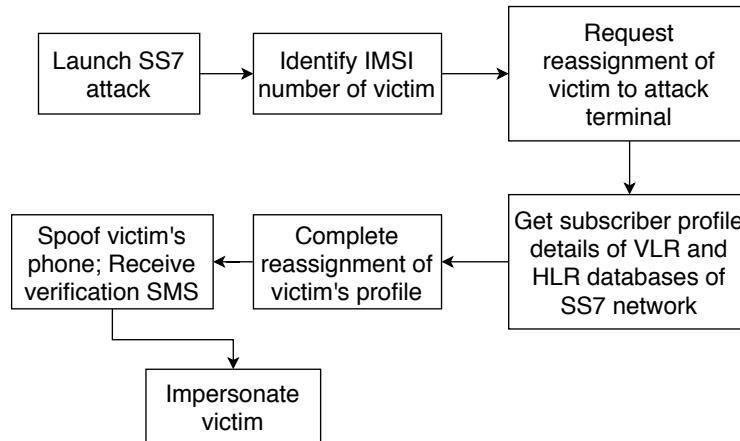 Launch SS7
attack
Identify IMSI
number of victim
Request
reassignment of
victim to attack
terminal
Get subscriber profile
details of VLR and
HLR databases of
SS7 network
Complete
reassignment of
victim's profile
Spoof victim's
phone; Receive
verification SMS
Impersonate
victim